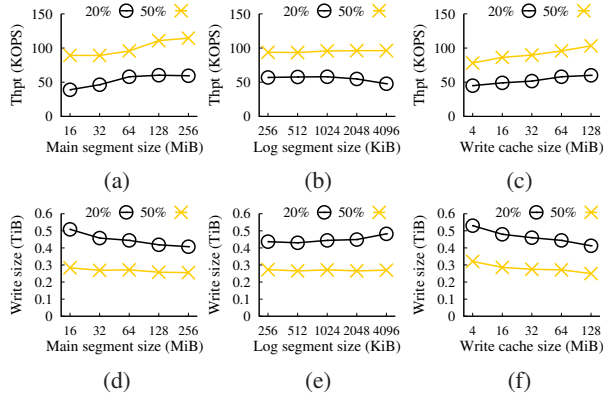 20% 50%
Thpt (KOPS)
150
100
50
0
16 32 64 128 256
Main segment size (MiB)
(a)
20% 50%
Thpt (KOPS)
150
100
50
0
256 512 1024 2048 4096
Log segment size (KiB)
(b)
20% 50%
Thpt (KOPS)
150
100
50
0
4 16 32 64 128
Write cache size (MiB)
(c)
20% 50%
Write size (TiB)
0.6
0.5
0.4
0.3
0.2
0.1
0
16 32 64 128 256
Main segment size (MiB)
(d)
20% 50%
Write size (TiB)
0.6
0.5
0.4
0.3
0.2
0.1
0
256 512 1024 2048 4096
Log segment size (KiB)
(e)
20% 50%
Write size (TiB)
0.6
0.5
0.4
0.3
0.2
0.1
0
4 16 32 64 128
Write cache size (MiB)
(f)